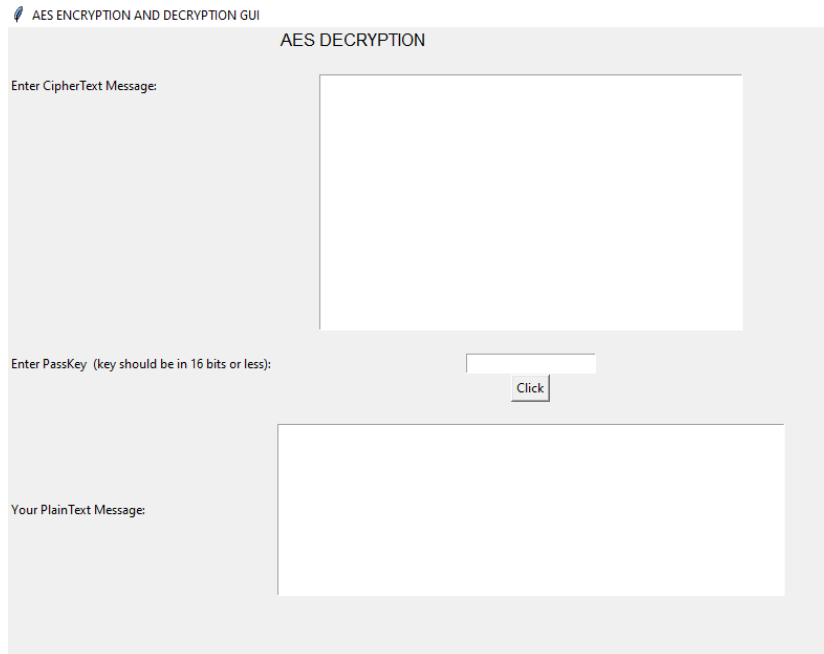 AES ENCRYPTION AND DECRYPTION GUI
AES DECRYPTION
Enter CipherText Message:
Enter PassKey  (key should be in 16 bits or less):
Click
Your PlainText Message: